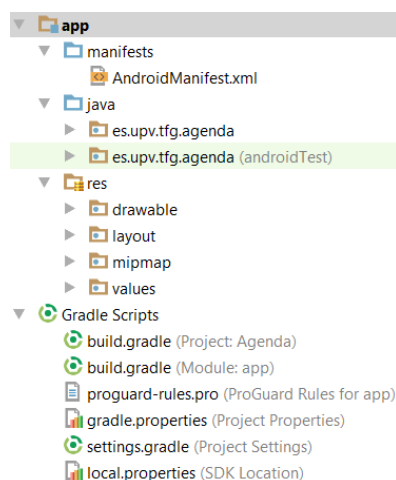 app
manifests
AndroidManifest.xml
java
es.upv.tfg.agenda
es.upv.tfg.agenda (androidTest)
res
drawable
layout
mipmap
values
Gradle Scripts
build.gradle (Project: Agenda)
build.gradle (Module: app)
proguard-rules.pro (ProGuard Rules for app)
gradle.properties (Project Properties)
settings.gradle (Project Settings)
local.properties (SDK Location)